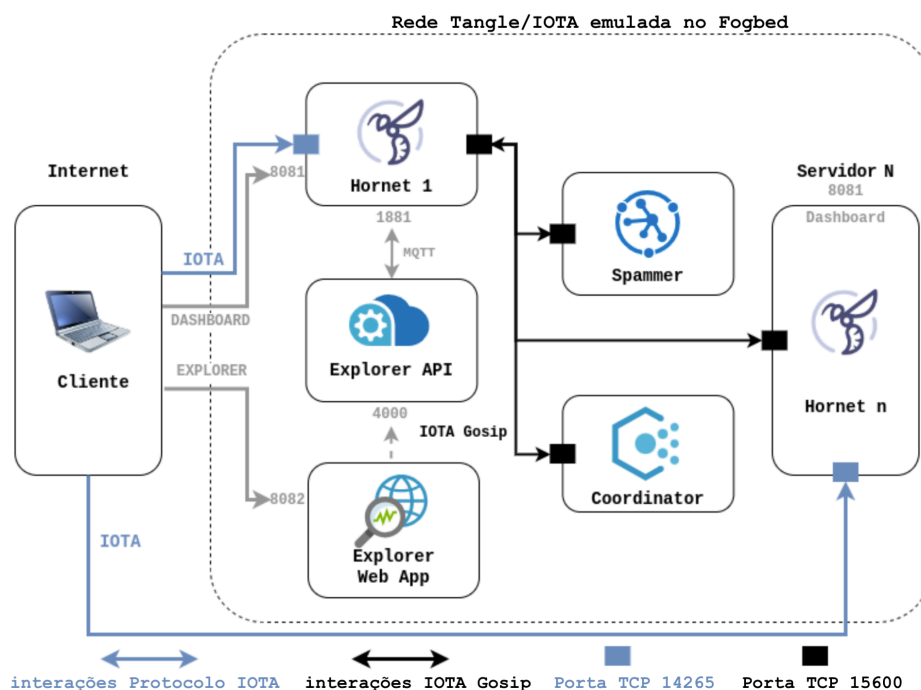 Rede Tangle/IOTA emulada no Fogbed
Internet
Cliente
IOTA
DASHBOARD
EXPLORER
IOTA
8081
Hornet 1
1881
MQTT
Explorer API
4000
IOTA Gosip
8082
Explorer
Web App
Spammer
Coordinator
Servidor N
8081
Dashboard
Hornet n
interações Protocolo IOTA
interações IOTA Gosip
Porta TCP 14265
Porta TCP 15600